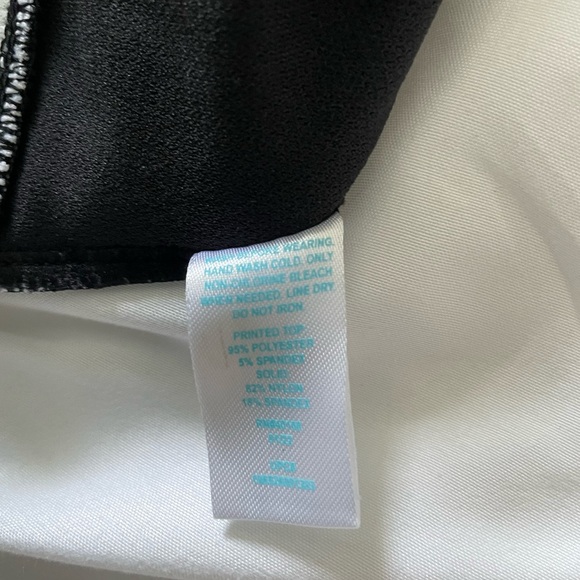 WEARING.
HAND WASH COLD. ONLY
NON-CHLORINE BLEACH
WHEN NEEDED. LINE DRY.
DO NOT IRON.
PRINTED TOP:
95% POLYESTER
5% SPANDEX
SOLID:
82% NYLON
18% SPANDEX